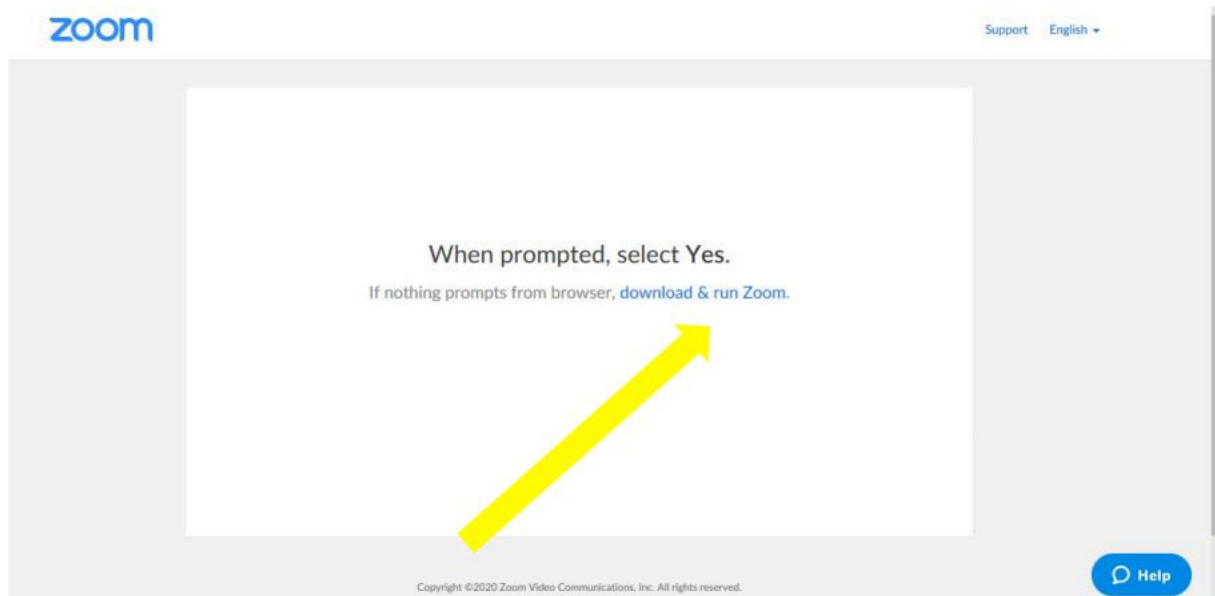 zoom
Support English
When prompted, select Yes.
If nothing prompts from browser, download & run Zoom.
Copyright ©2020 Zoom Video Communications, Inc. All rights reserved.
Help